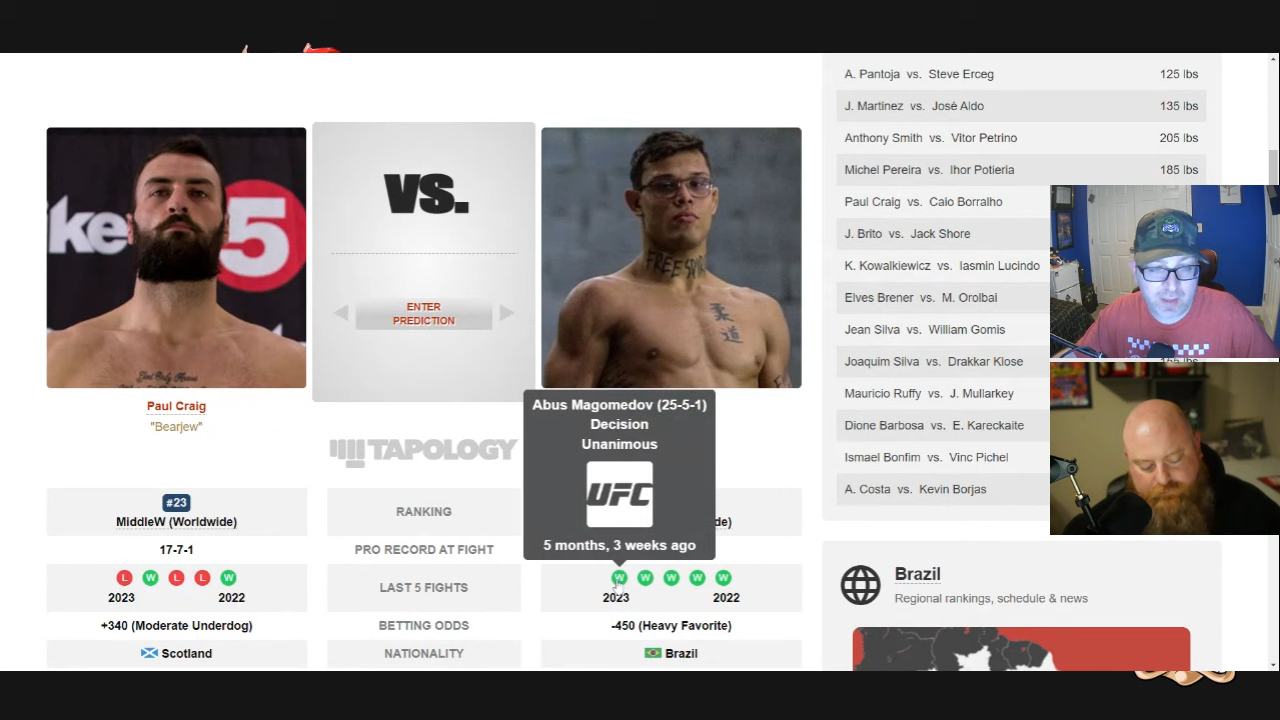 ke 5
VS.
ENTER
PREDICTION
FREE
柔
道
Paul Craig
"Bearjew"
TAPOLOGY
Abus Magomedov (25-5-1)
Decision
Unanimous
UFC
5 months, 3 weeks ago
#23
MiddleW (Worldwide)
RANKING
de)
17-7-1
PRO RECORD AT FIGHT
L W L L W
LAST 5 FIGHTS
W W W W W
2023 2022
2023 2022
+340 (Moderate Underdog)
BETTING ODDS
-450 (Heavy Favorite)
Scotland
NATIONALITY
Brazil
A. Pantoja vs. Steve Erceg 125 lbs
J. Martinez vs. José Aldo 135 lbs
Anthony Smith vs. Vitor Petrino 205 lbs
Michel Pereira vs. Ihor Potieria 185 lbs
Paul Craig vs. Caio Borralho
J. Brito vs. Jack Shore
K. Kowalkiewicz vs. Iasmin Lucindo
Elves Brener vs. M. Orolbai
Jean Silva vs. William Gomis
Joaquim Silva vs. Drakkar Klose
Mauricio Ruffy vs. J. Mullarkey
Dione Barbosa vs. E. Kareckaite
Ismael Bonfim vs. Vinc Pichel
A. Costa vs. Kevin Borjas
Brazil
Regional rankings, schedule & news